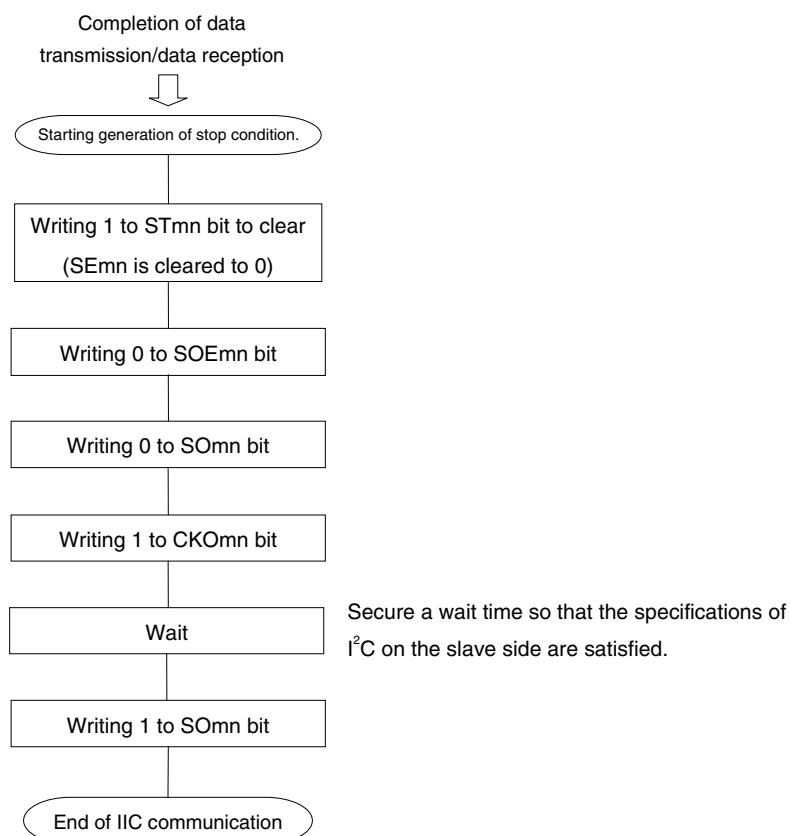 Completion of data
transmission/data reception
Starting generation of stop condition.
Writing 1 to STmn bit to clear
(SEmn is cleared to 0)
Writing 0 to SOEmn bit
Writing 0 to SOmn bit
Writing 1 to CKOmn bit
Wait
Secure a wait time so that the specifications of
I²C on the slave side are satisfied.
Writing 1 to SOmn bit
End of IIC communication